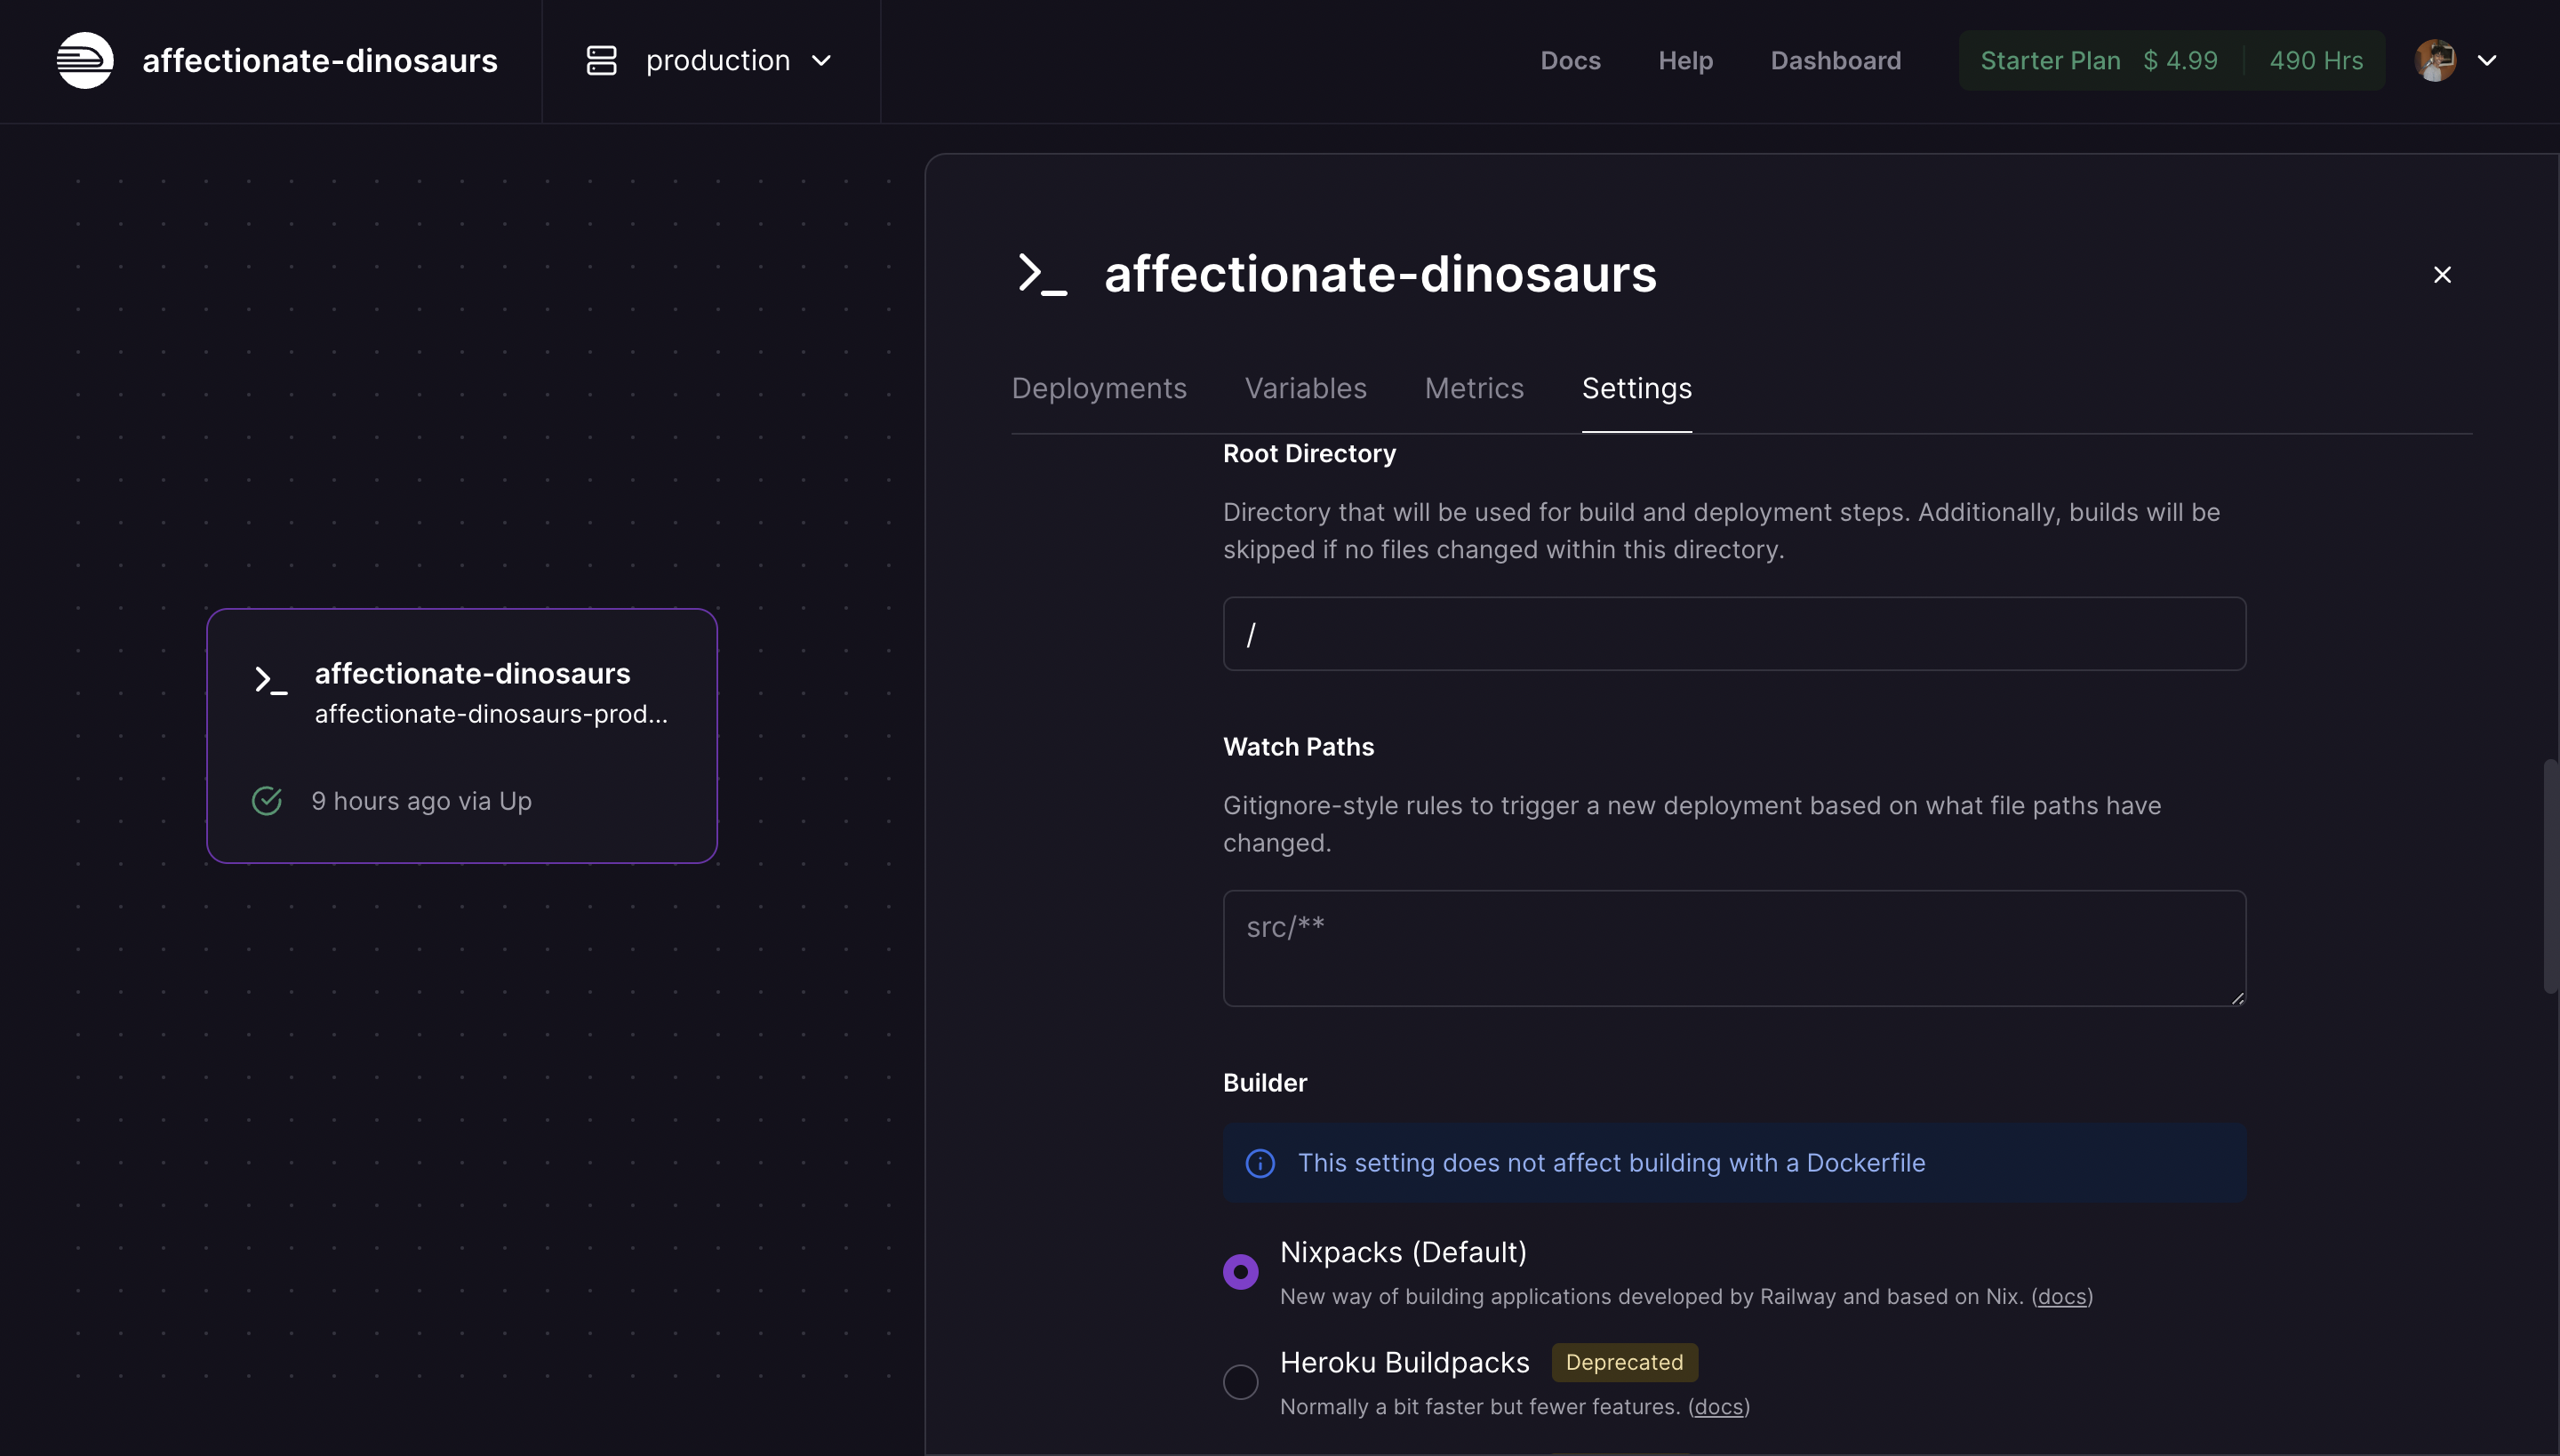 affectionate-dinosaurs
production
Docs
Help
Dashboard
Starter Plan $ 4.99 490 Hrs
affectionate-dinosaurs
affectionate-dinosaurs-prod...
9 hours ago via Up
affectionate-dinosaurs
Deployments
Variables
Metrics
Settings
Root Directory
Directory that will be used for build and deployment steps. Additionally, builds will be
skipped if no files changed within this directory.
/
Watch Paths
Gitignore-style rules to trigger a new deployment based on what file paths have
changed.
src/**
Builder
This setting does not affect building with a Dockerfile
Nixpacks (Default)
New way of building applications developed by Railway and based on Nix. (docs)
Heroku Buildpacks Deprecated
Normally a bit faster but fewer features. (docs)